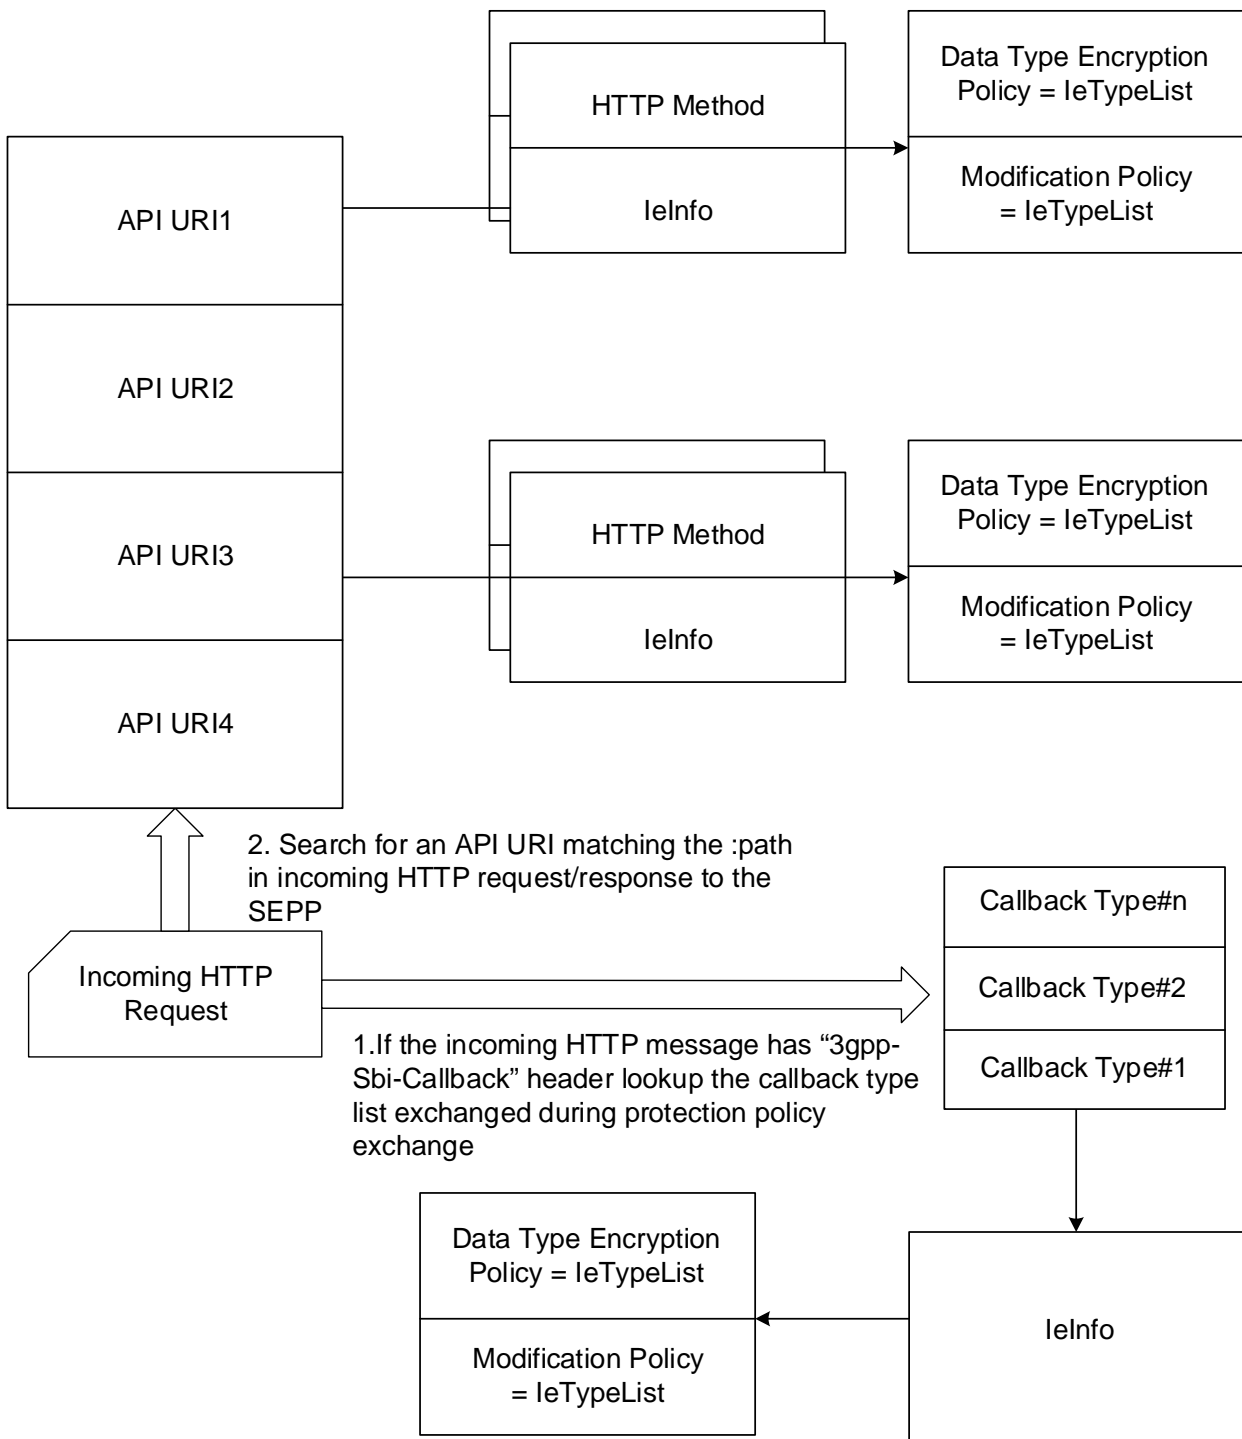 Data Type Encryption
Policy = IeTypeList
HTTP Method
Modification Policy
= IeTypeList
IeInfo
API URI1
API URI2
Data Type Encryption
Policy = IeTypeList
HTTP Method
API URI3
Modification Policy
= IeTypeList
IeInfo
API URI4
2. Search for an API URI matching the :path
in incoming HTTP request/response to the
SEPP
Callback Type#n
Incoming HTTP
Request
Callback Type#2
1.If the incoming HTTP message has “3gpp-
Sbi-Callback” header lookup the callback type
list exchanged during protection policy
exchange
Callback Type#1
Data Type Encryption
Policy = IeTypeList
IeInfo
Modification Policy
= IeTypeList